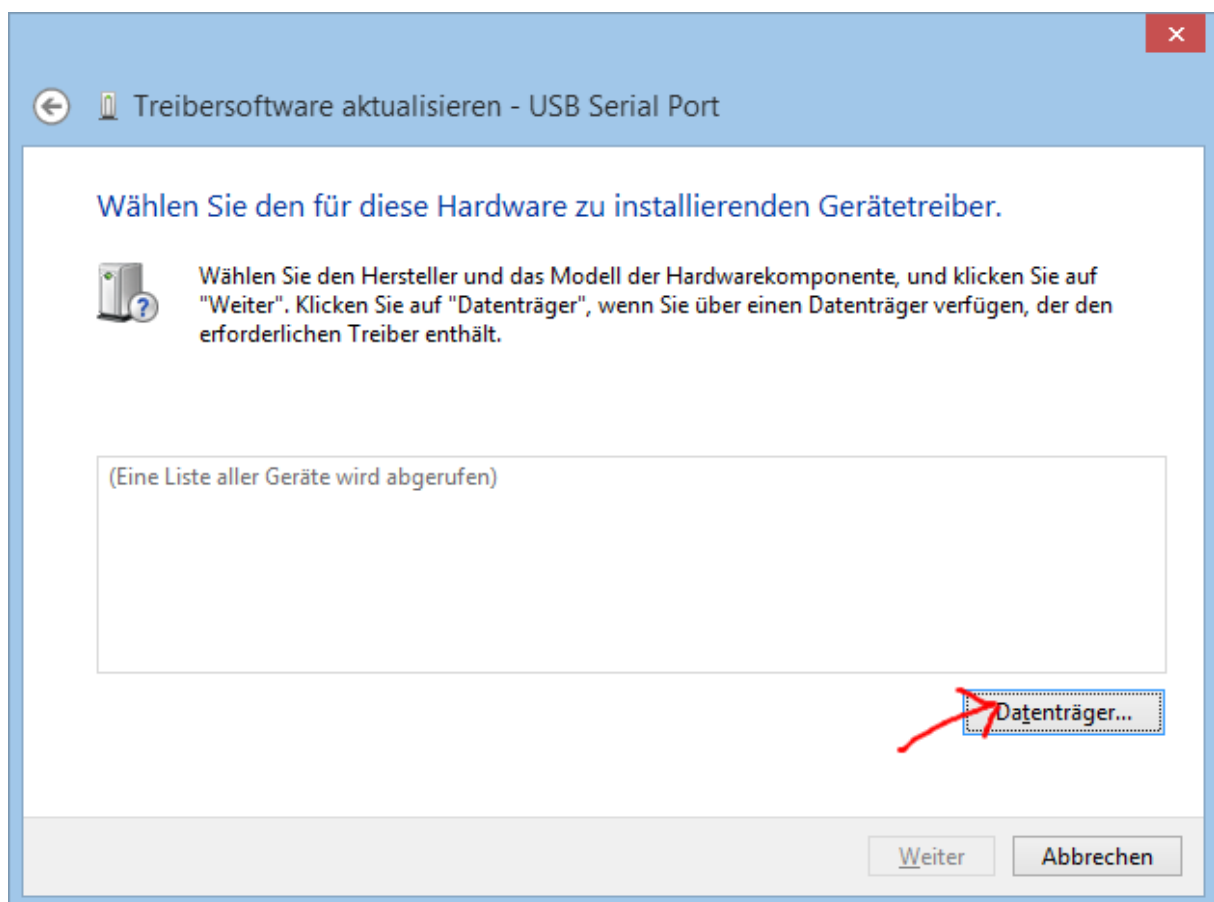 Treibersoftware aktualisieren - USB Serial Port
Wählen Sie den für diese Hardware zu installierenden Gerätetreiber.
Wählen Sie den Hersteller und das Modell der Hardwarekomponente, und klicken Sie auf
"Weiter". Klicken Sie auf "Datenträger", wenn Sie über einen Datenträger verfügen, der den
erforderlichen Treiber enthält.
(Eine Liste aller Geräte wird abgerufen)
Datenträger...
Weiter
Abbrechen